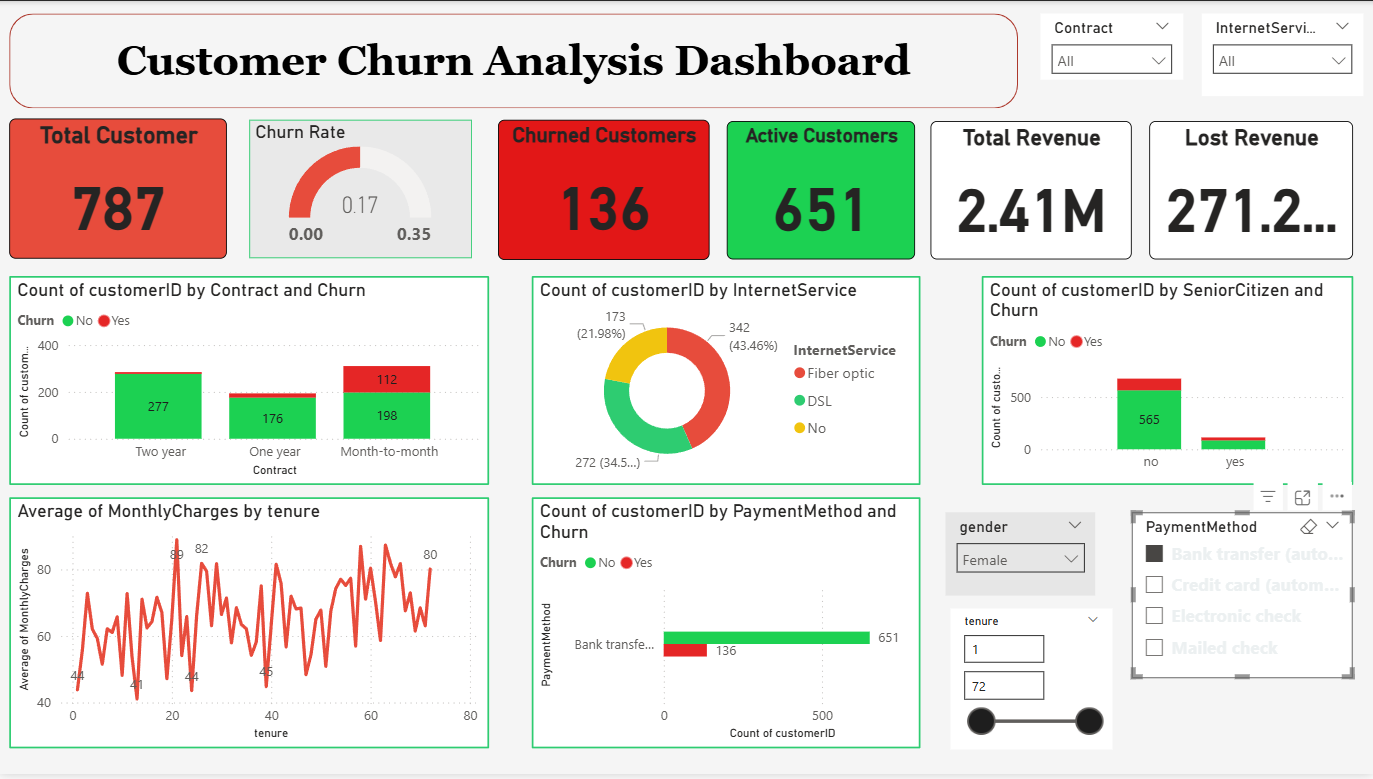 Customer Churn Analysis Dashboard
Contract
All
InternetServi...
All
Total Customer
787
Churn Rate
0.17
0.00
0.35
Churned Customers
136
Active Customers
651
Total Revenue
2.41M
Lost Revenue
271.2...
Count of customerID by Contract and Churn
Churn No Yes
Count of custom...
400
200
0
277
176
112
198
Two year
One year
Month-to-month
Contract
Count of customerID by InternetService
173
(21.98%)
342
(43.46%)
272 (34.5...)
InternetService
Fiber optic
DSL
No
Count of customerID by SeniorCitizen and
Churn
Churn No Yes
Count of custo...
500
0
565
no
yes
Average of MonthlyCharges by tenure
Average of MonthlyCharges
80
60
40
44
41
89
82
44
45
80
0
20
40
60
80
tenure
Count of customerID by PaymentMethod and
Churn
Churn No Yes
PaymentMethod
Bank transfe...
651
136
0
500
Count of customerID
gender
Female
tenure
1
72
PaymentMethod
Bank transfer (auto...
Credit card (autom...
Electronic check
Mailed check